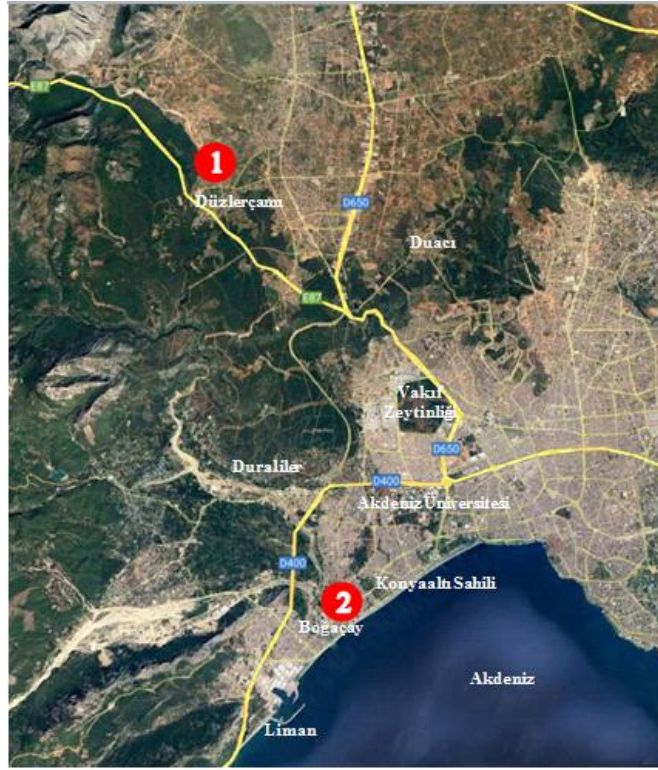 E87
1
Düzlerçamı
D650
Duacı
E87
Vakıf
Zeytinliği
D650
Duraliler
D400
Akdeniz Üniversitesi
D400
Konyaaltı Sahili
2
Boğaçay
Akdeniz
Liman